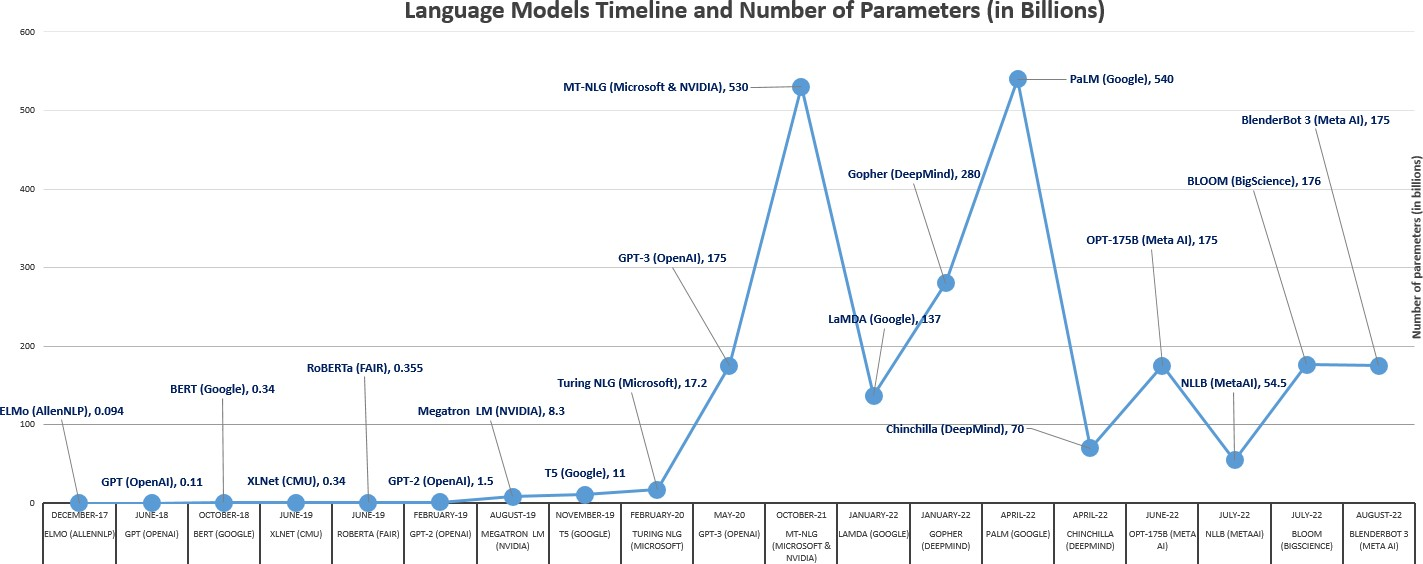 Language Models Timeline and Number of Parameters (in Billions)
600
500
400
300
200
100
0
MT-NLG (Microsoft & NVIDIA), 530
PaLM (Google), 540
BlenderBot 3 (Meta AI), 175
Gopher (DeepMind), 280
BLOOM (BigScience), 176
OPT-175B (Meta AI), 175
GPT-3 (OpenAI), 175
LaMDA (Google), 137
RoBERTa (FAIR), 0.355
BERT (Google), 0.34
Turing NLG (Microsoft), 17.2
NLLB (MetaAI), 54.5
ELMo (AllenNLP), 0.094
Megatron LM (NVIDIA), 8.3
Chinchilla (DeepMind), 70
T5 (Google), 11
GPT (OpenAI), 0.11
XLNet (CMU), 0.34
GPT-2 (OpenAI), 1.5
Number of paremeters (in billions)
DECEMBER-17
ELMO (ALLENNLP)
JUNE-18
GPT (OPENAI)
OCTOBER-18
BERT (GOOGLE)
JUNE-19
XLNET (CMU)
JUNE-19
ROBERTA (FAIR)
FEBRUARY-19
GPT-2 (OPENAI)
AUGUST-19
MEGATRON LM
(NVIDIA)
NOVEMBER-19
T5 (GOOGLE)
FEBRUARY-20
TURING NLG
(MICROSOFT)
MAY-20
GPT-3 (OPENAI)
OCTOBER-21
MT-NLG
(MICROSOFT &
NVIDIA)
JANUARY-22
LAMDA (GOOGLE)
JANUARY-22
GOPHER
(DEEPMIND)
APRIL-22
PALM (GOOGLE)
APRIL-22
CHINCHILLA
(DEEPMIND)
JUNE-22
OPT-175B (META
AI)
JULY-22
NLLB (METAAI)
JULY-22
BLOOM
(BIGSCIENCE)
AUGUST-22
BLENDERBOT 3
(META AI)